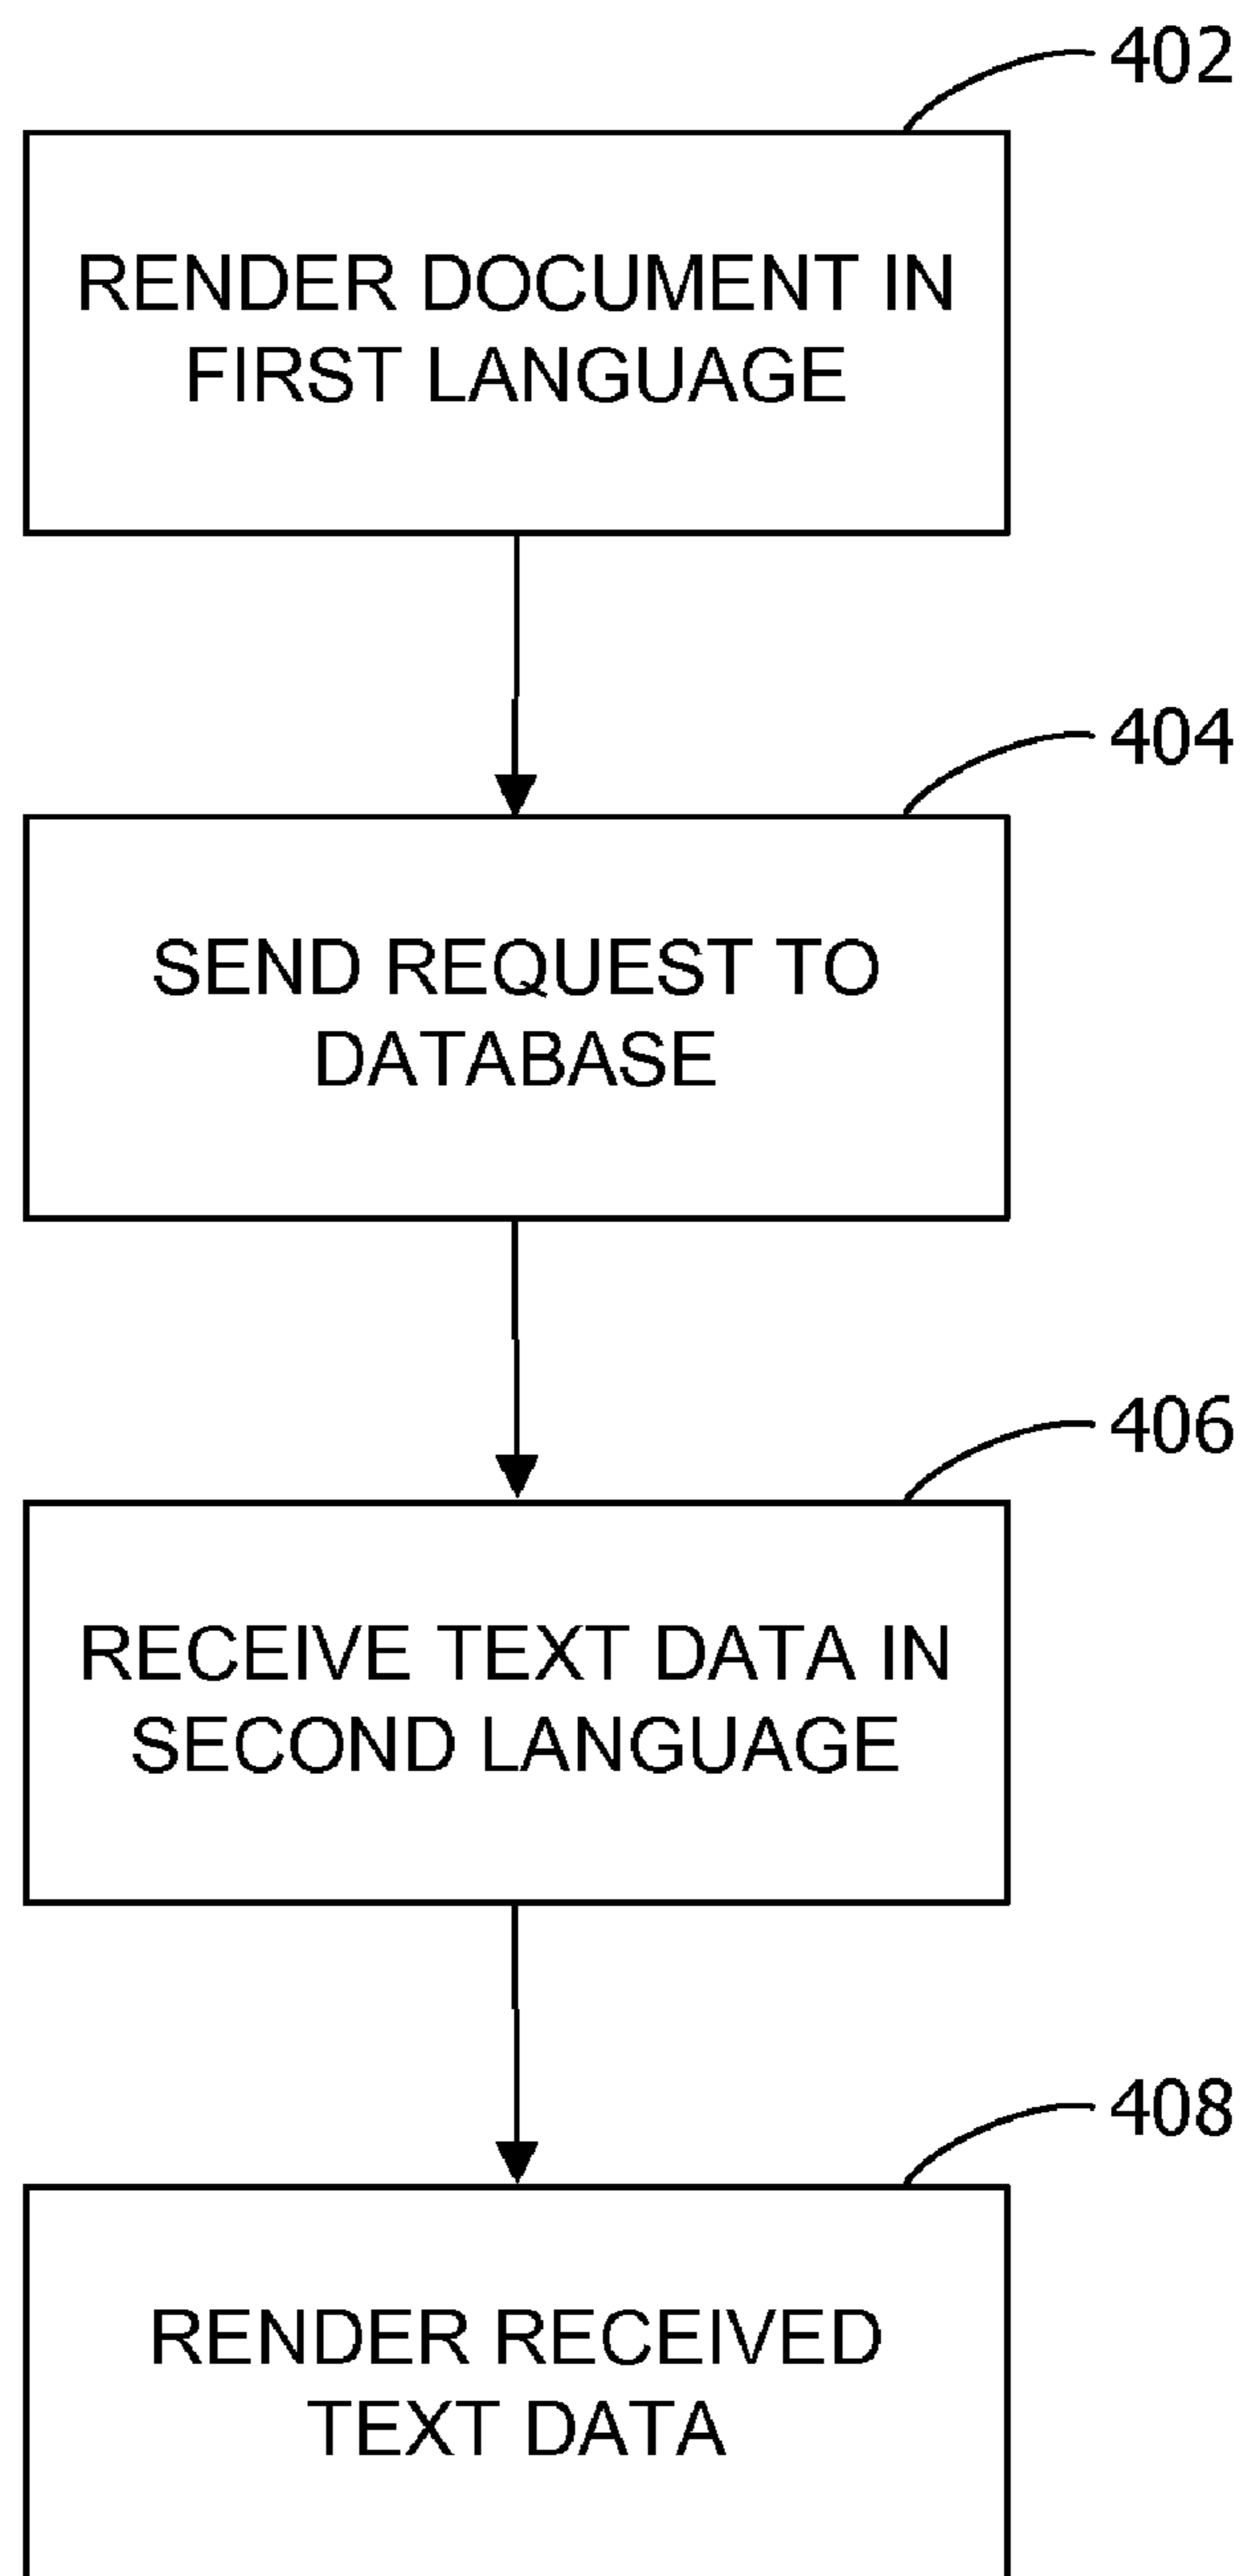 402
RENDER DOCUMENT IN
FIRST LANGUAGE
404
SEND REQUEST TO
DATABASE
406
RECEIVE TEXT DATA IN
SECOND LANGUAGE
408
RENDER RECEIVED
TEXT DATA